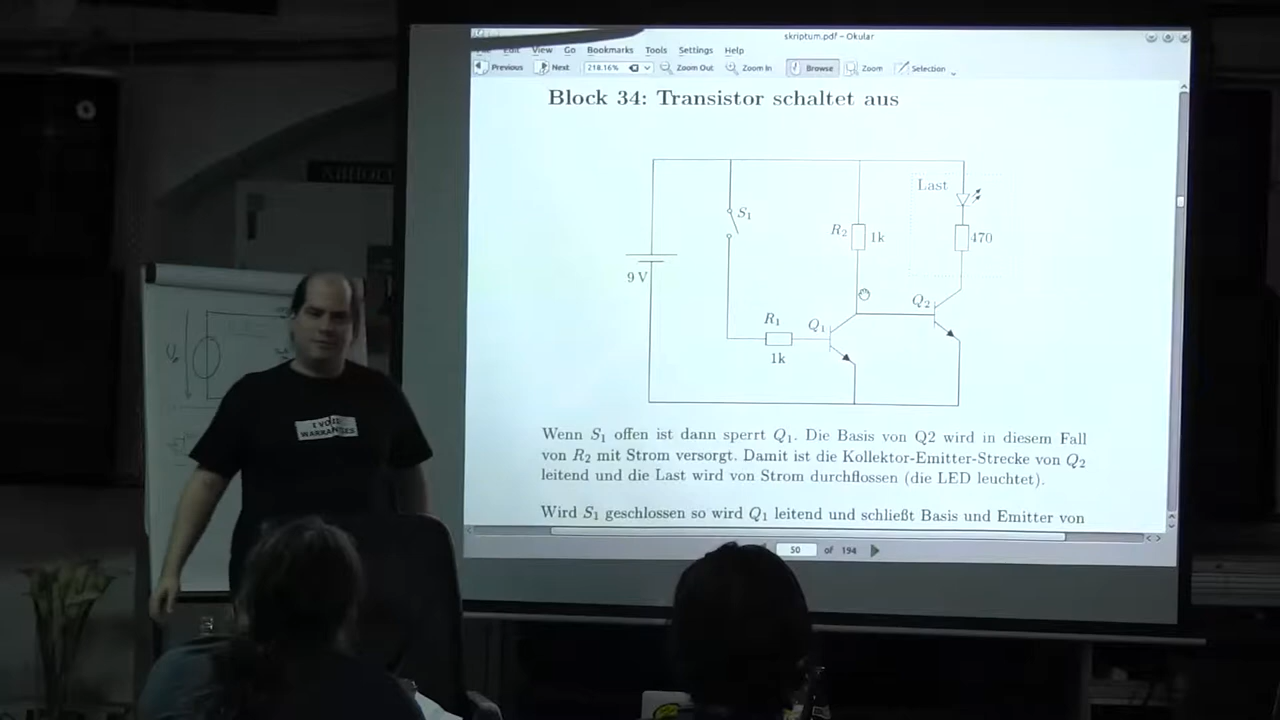 skriptum.pdf – Okular
Edit View Go Bookmarks Tools Settings Help
Previous Next 218.16% Zoom Out Zoom In Browse Zoom Selection
Block 34: Transistor schaltet aus
Last
S1
R2 1k
470
9 V
Q2
R1
Q1
1k
Wenn S1 offen ist dann sperrt Q1. Die Basis von Q2 wird in diesem Fall
von R2 mit Strom versorgt. Damit ist die Kollektor-Emitter-Strecke von Q2
leitend und die Last wird von Strom durchflossen (die LED leuchtet).
Wird S1 geschlossen so wird Q1 leitend und schließt Basis und Emitter von
50 of 194
I VOID
WARRANTIES